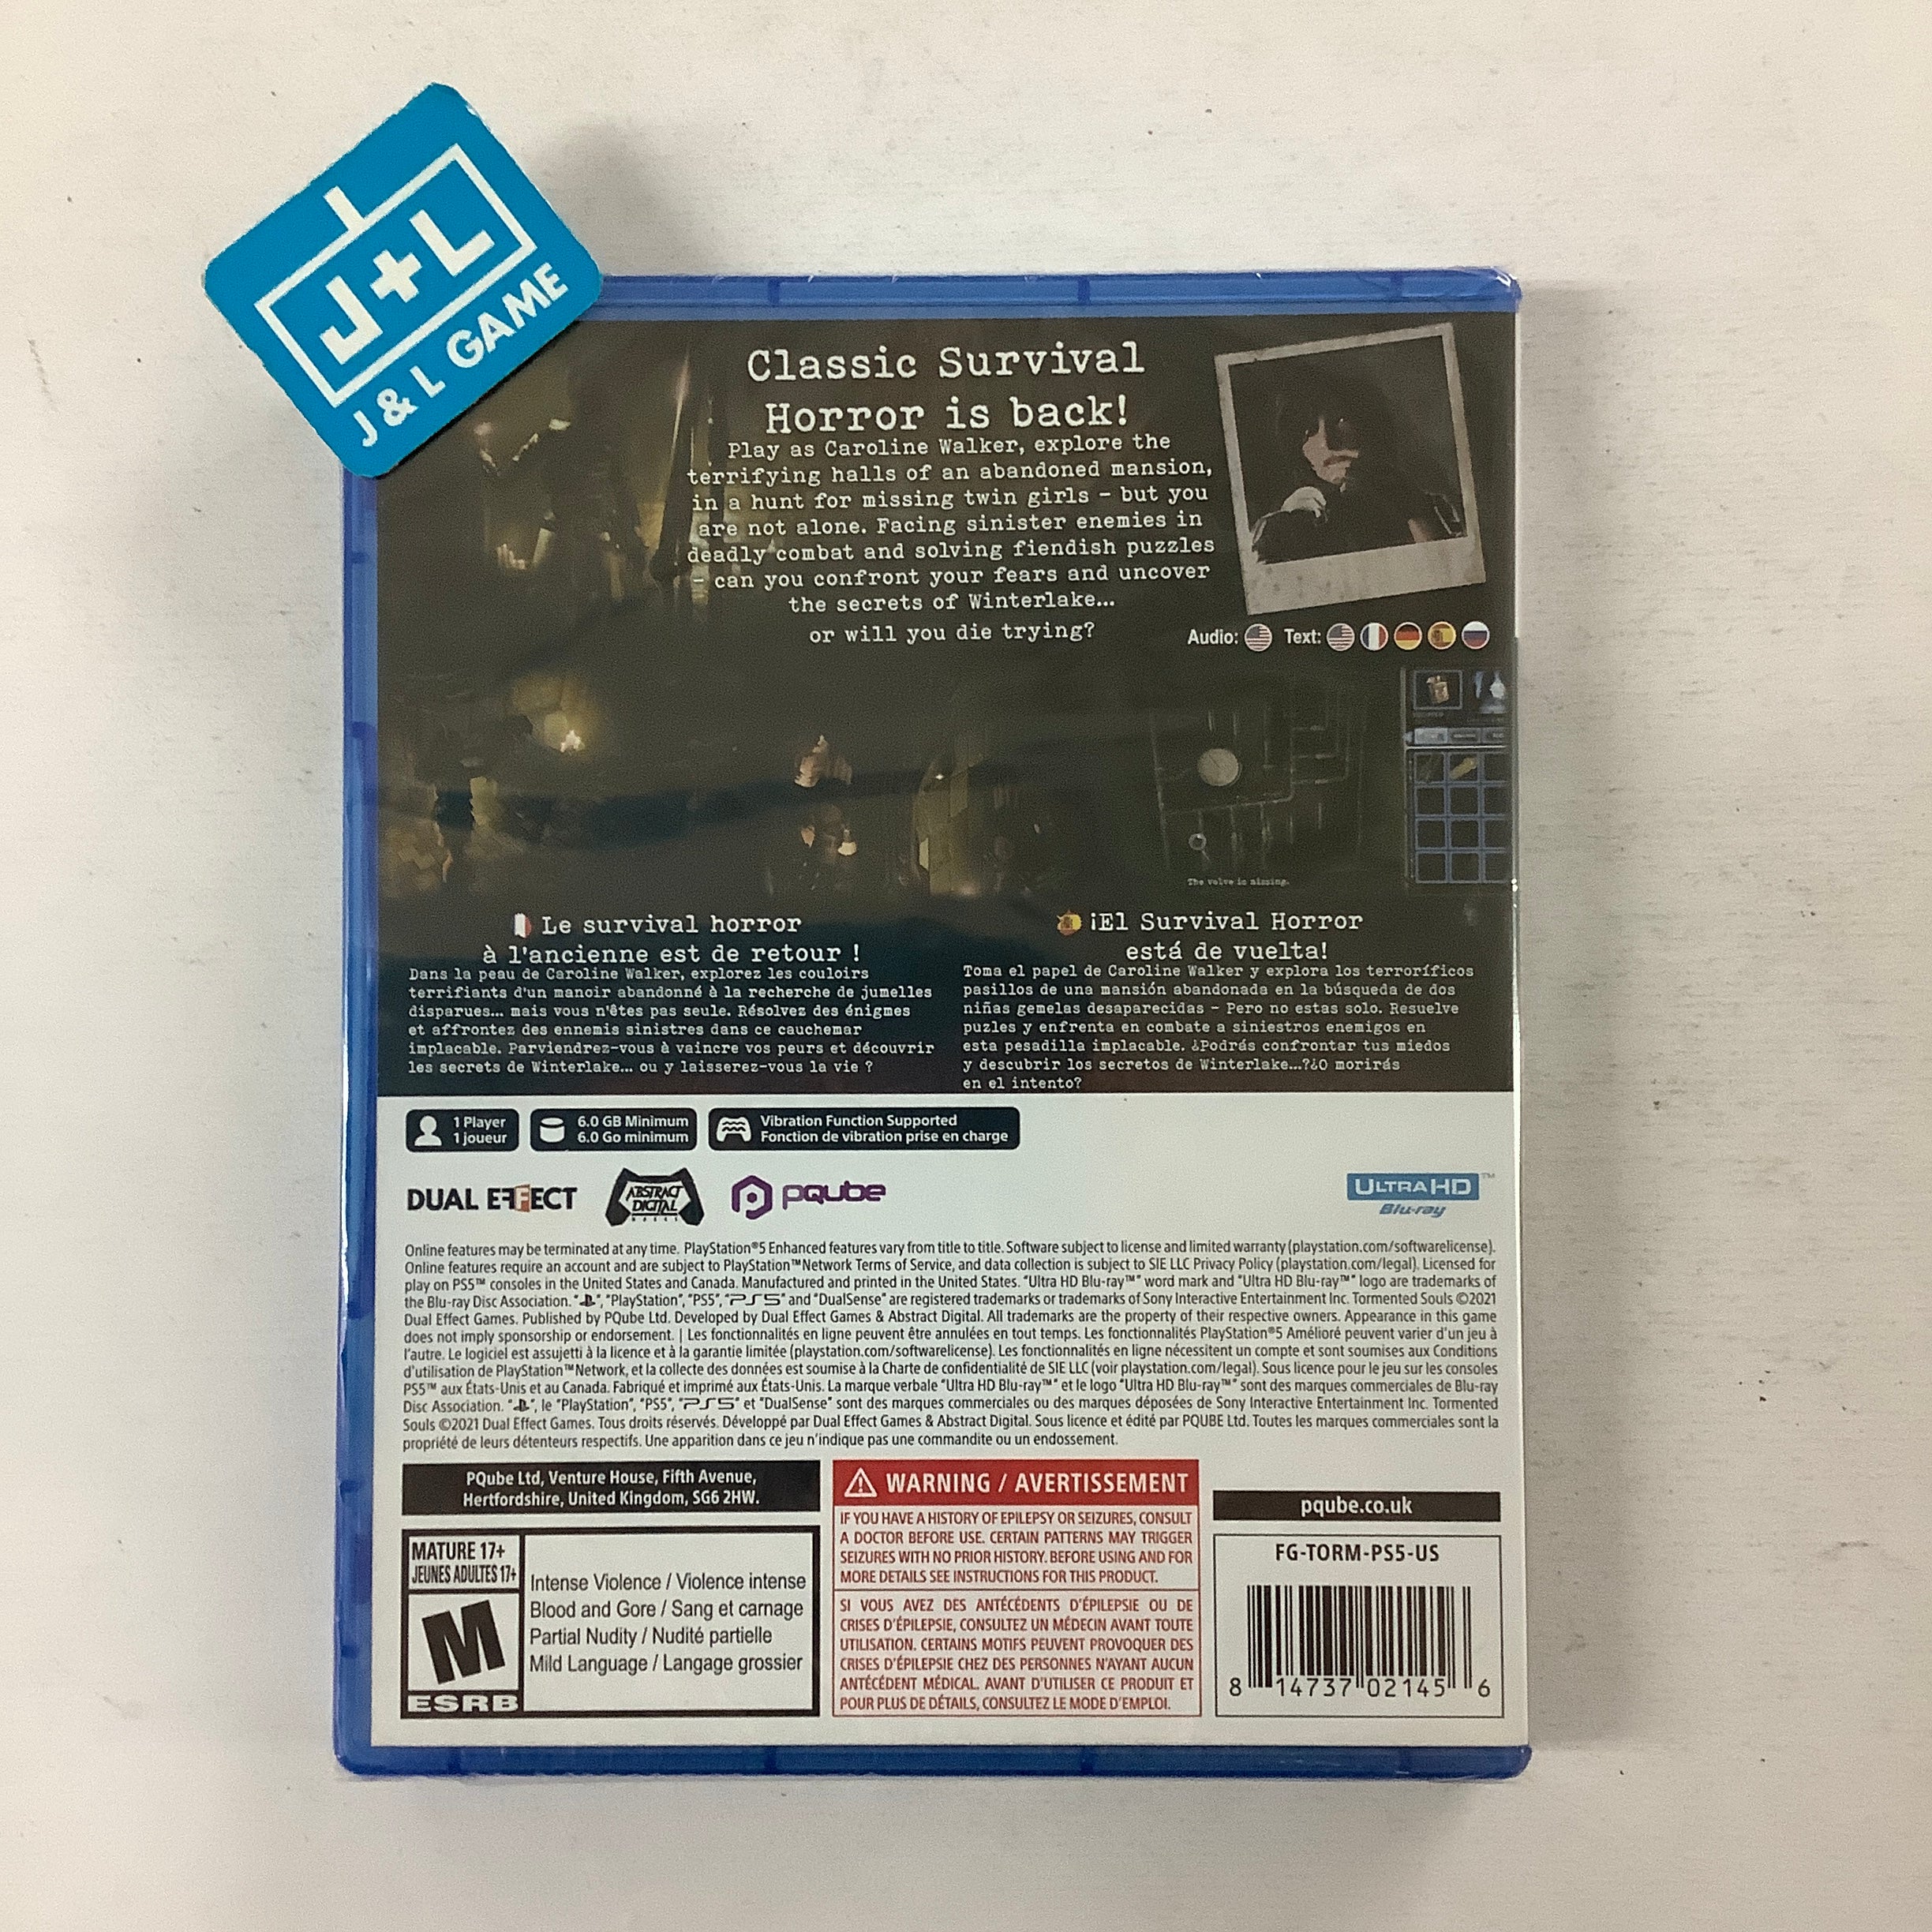 J+L
J & L GAME
Classic Survival
Horror is back!
Play as Caroline Walker, explore the
terrifying halls of an abandoned mansion,
in a hunt for missing twin girls – but you
are not alone. Facing sinister enemies in
deadly combat and solving fiendish puzzles
– can you confront your fears and uncover
the secrets of Winterlake...
or will you die trying?
Audio: Text:
The valve is missing.
Le survival horror
à l'ancienne est de retour !
Dans la peau de Caroline Walker, explorez les couloirs
terrifiants d'un manoir abandonné à la recherche de jumelles
disparues... mais vous n'êtes pas seule. Résolvez des énigmes
et affrontez des ennemis sinistres dans ce cauchemar
implacable. Parviendrez-vous à vaincre vos peurs et découvrir
les secrets de Winterlake... ou y laisserez-vous la vie ?
¡El Survival Horror
está de vuelta!
Toma el papel de Caroline Walker y explora los terroríficos
pasillos de una mansión abandonada en la búsqueda de dos
niñas gemelas desaparecidas – Pero no estas solo. Resuelve
puzles y enfrenta en combate a siniestros enemigos en
esta pesadilla implacable. ¿Podrás confrontar tus miedos
y descubrir los secretos de Winterlake...?¿O morirás
en el intento?
1 Player
1 joueur
6.0 GB Minimum
6.0 Go minimum
Vibration Function Supported
Fonction de vibration prise en charge
DUAL EFFECT
ABSTRACT
DIGITAL
pqube
ULTRA HD™
Blu-ray
Online features may be terminated at any time. PlayStation®5 Enhanced features vary from title to title. Software subject to license and limited warranty (playstation.com/softwarelicense).
Online features require an account and are subject to PlayStation™Network Terms of Service, and data collection is subject to SIE LLC Privacy Policy (playstation.com/legal). Licensed for
play on PS5™ consoles in the United States and Canada. Manufactured and printed in the United States. "Ultra HD Blu-ray™" word mark and "Ultra HD Blu-ray™" logo are trademarks of
the Blu-ray Disc Association. "", "PlayStation", "PS5", "PS5" and "DualSense" are registered trademarks or trademarks of Sony Interactive Entertainment Inc. Tormented Souls ©2021
Dual Effect Games. Published by PQube Ltd. Developed by Dual Effect Games & Abstract Digital. All trademarks are the property of their respective owners. Appearance in this game
does not imply sponsorship or endorsement. | Les fonctionnalités en ligne peuvent être annulées en tout temps. Les fonctionnalités PlayStation®5 Amélioré peuvent varier d'un jeu à
l'autre. Le logiciel est assujetti à la licence et à la garantie limitée (playstation.com/softwarelicense). Les fonctionnalités en ligne nécessitent un compte et sont soumises aux Conditions
d'utilisation de PlayStation™Network, et la collecte des données est soumise à la Charte de confidentialité de SIE LLC (voir playstation.com/legal). Sous licence pour le jeu sur les consoles
PS5™ aux États-Unis et au Canada. Fabriqué et imprimé aux États-Unis. La marque verbale "Ultra HD Blu-ray™" et le logo "Ultra HD Blu-ray™" sont des marques commerciales de Blu-ray
Disc Association. "", le "PlayStation", "PS5", "PS5" et "DualSense" sont des marques commerciales ou des marques déposées de Sony Interactive Entertainment Inc. Tormented
Souls ©2021 Dual Effect Games. Tous droits réservés. Développé par Dual Effect Games & Abstract Digital. Sous licence et édité par PQUBE Ltd. Toutes les marques commerciales sont la
propriété de leurs détenteurs respectifs. Une apparition dans ce jeu n'indique pas une commandite ou un endossement.
PQube Ltd, Venture House, Fifth Avenue,
Hertfordshire, United Kingdom, SG6 2HW.
MATURE 17+
JEUNES ADULTES 17+
M
ESRB
Intense Violence / Violence intense
Blood and Gore / Sang et carnage
Partial Nudity / Nudité partielle
Mild Language / Langage grossier
WARNING / AVERTISSEMENT
IF YOU HAVE A HISTORY OF EPILEPSY OR SEIZURES, CONSULT
A DOCTOR BEFORE USE. CERTAIN PATTERNS MAY TRIGGER
SEIZURES WITH NO PRIOR HISTORY. BEFORE USING AND FOR
MORE DETAILS SEE INSTRUCTIONS FOR THIS PRODUCT.
SI VOUS AVEZ DES ANTÉCÉDENTS D'ÉPILEPSIE OU DE
CRISES D'ÉPILEPSIE, CONSULTEZ UN MÉDECIN AVANT TOUTE
UTILISATION. CERTAINS MOTIFS PEUVENT PROVOQUER DES
CRISES D'ÉPILEPSIE CHEZ DES PERSONNES N'AYANT AUCUN
ANTÉCÉDENT MÉDICAL. AVANT D'UTILISER CE PRODUIT ET
POUR PLUS DE DÉTAILS, CONSULTEZ LE MODE D'EMPLOI.
pqube.co.uk
FG-TORM-PS5-US
8 14737 02145 6